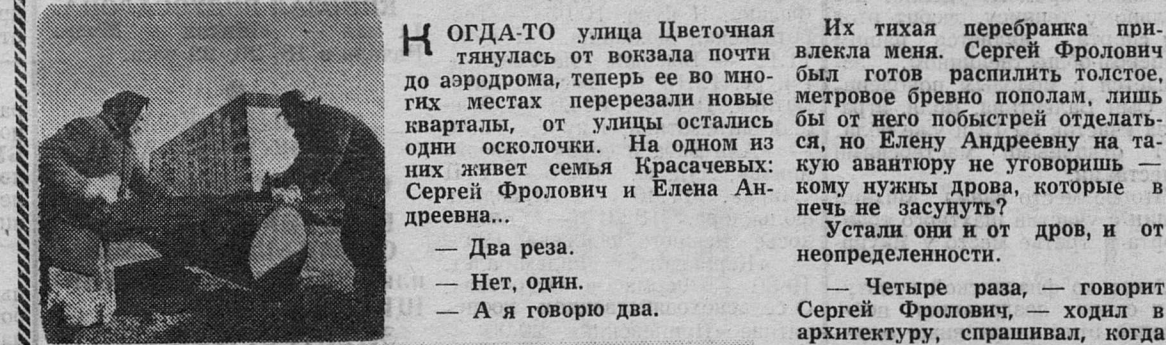 КОГДА-ТО улица Цветочная
тянулась от вокзала почти
до аэродрома, теперь ее во мно-
гих местах перерезали новые
кварталы, от улицы остались
одни осколочки. На одном из
них живет семья Красачевых:
Сергей Фролович и Елена Ан-
дреевна...
— Два реза.
— Нет, один.
— А я говорю два.
Их тихая перебранка при-
влекла меня. Сергей Фролович
был готов распилить толстое,
метровое бревно пополам, лишь
бы от него побыстрей отделать-
ся, но Елену Андреевну на та-
кую авантюру не уговоришь —
кому нужны дрова, которые в
печь не засунуть?
Устали они и от дров, и от
неопределенности.
— Четыре раза, — говорит
Сергей Фролович, — ходил в
архитектуру, спрашивал, когда